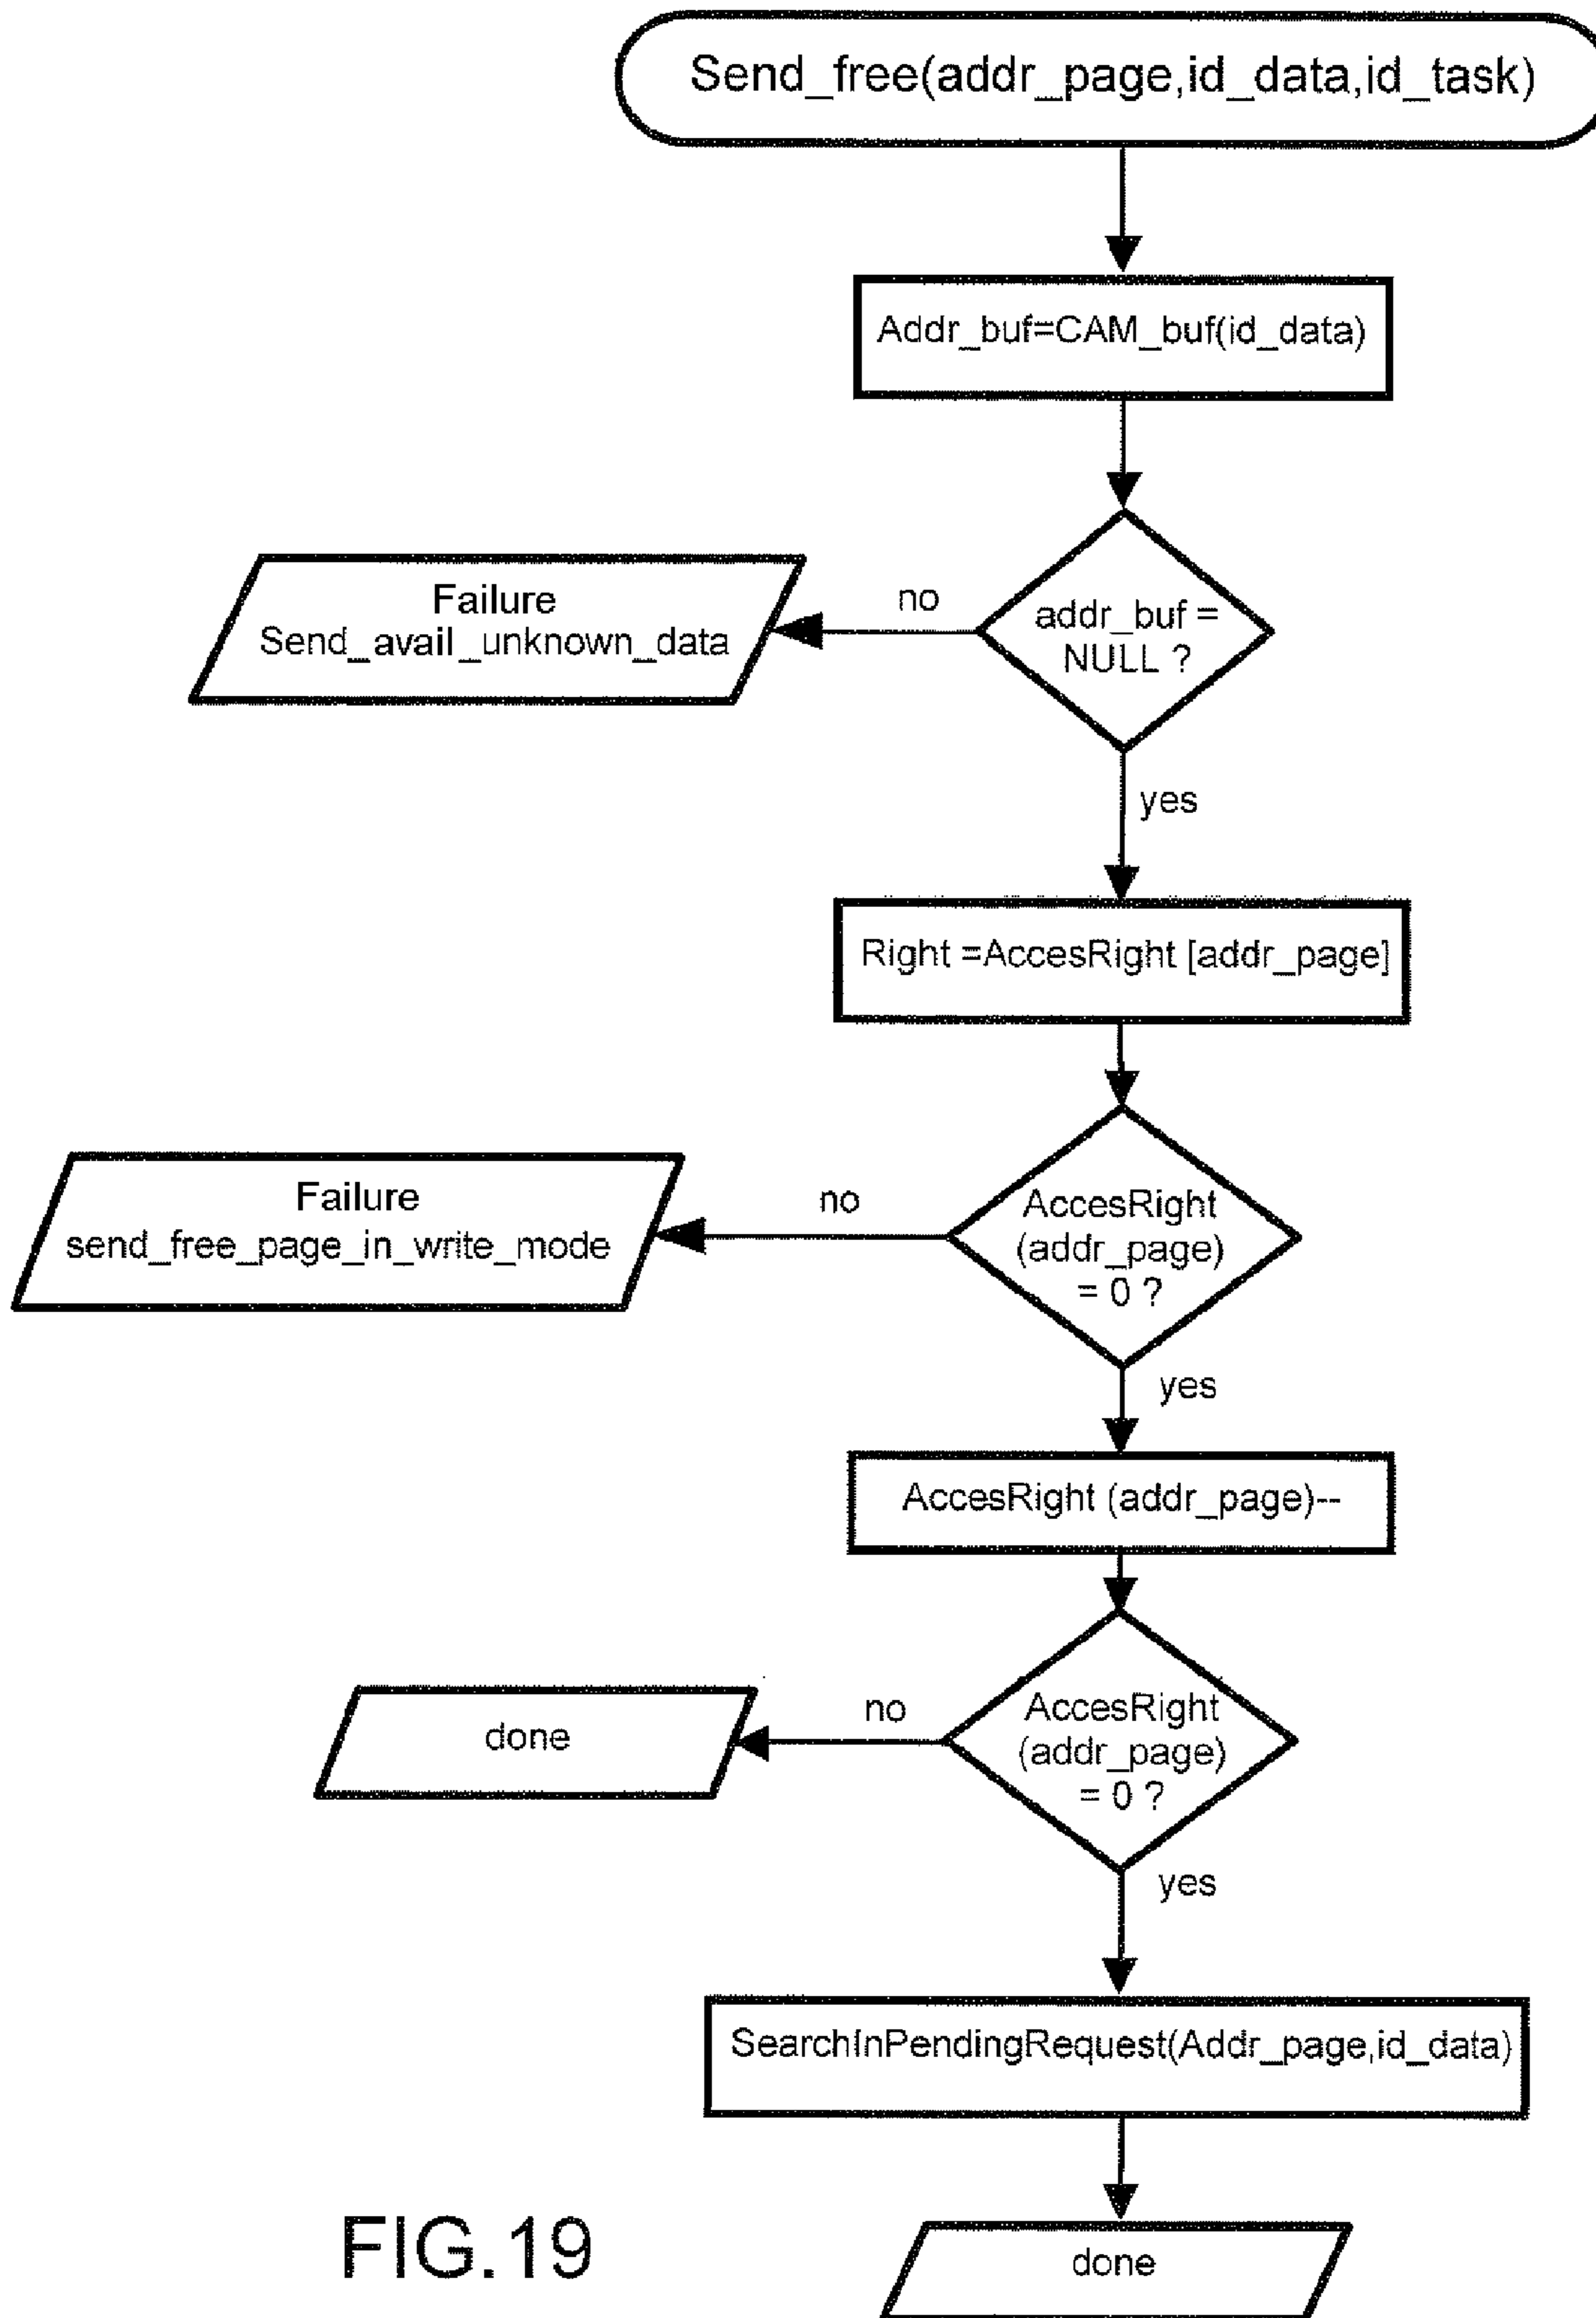 Send_free(addr_page,id_data,id_task)
Addr_buf=CAM_buf(id_data)
addr_buf =
NULL ?
no
Failure
Send_avail_unknown_data
yes
Right =AccesRight [addr_page]
AccesRight
(addr_page)
= 0 ?
no
Failure
send_free_page_in_write_mode
yes
AccesRight (addr_page)--
AccesRight
(addr_page)
= 0 ?
no
done
yes
SearchInPendingRequest(Addr_page,id_data)
done
FIG.19